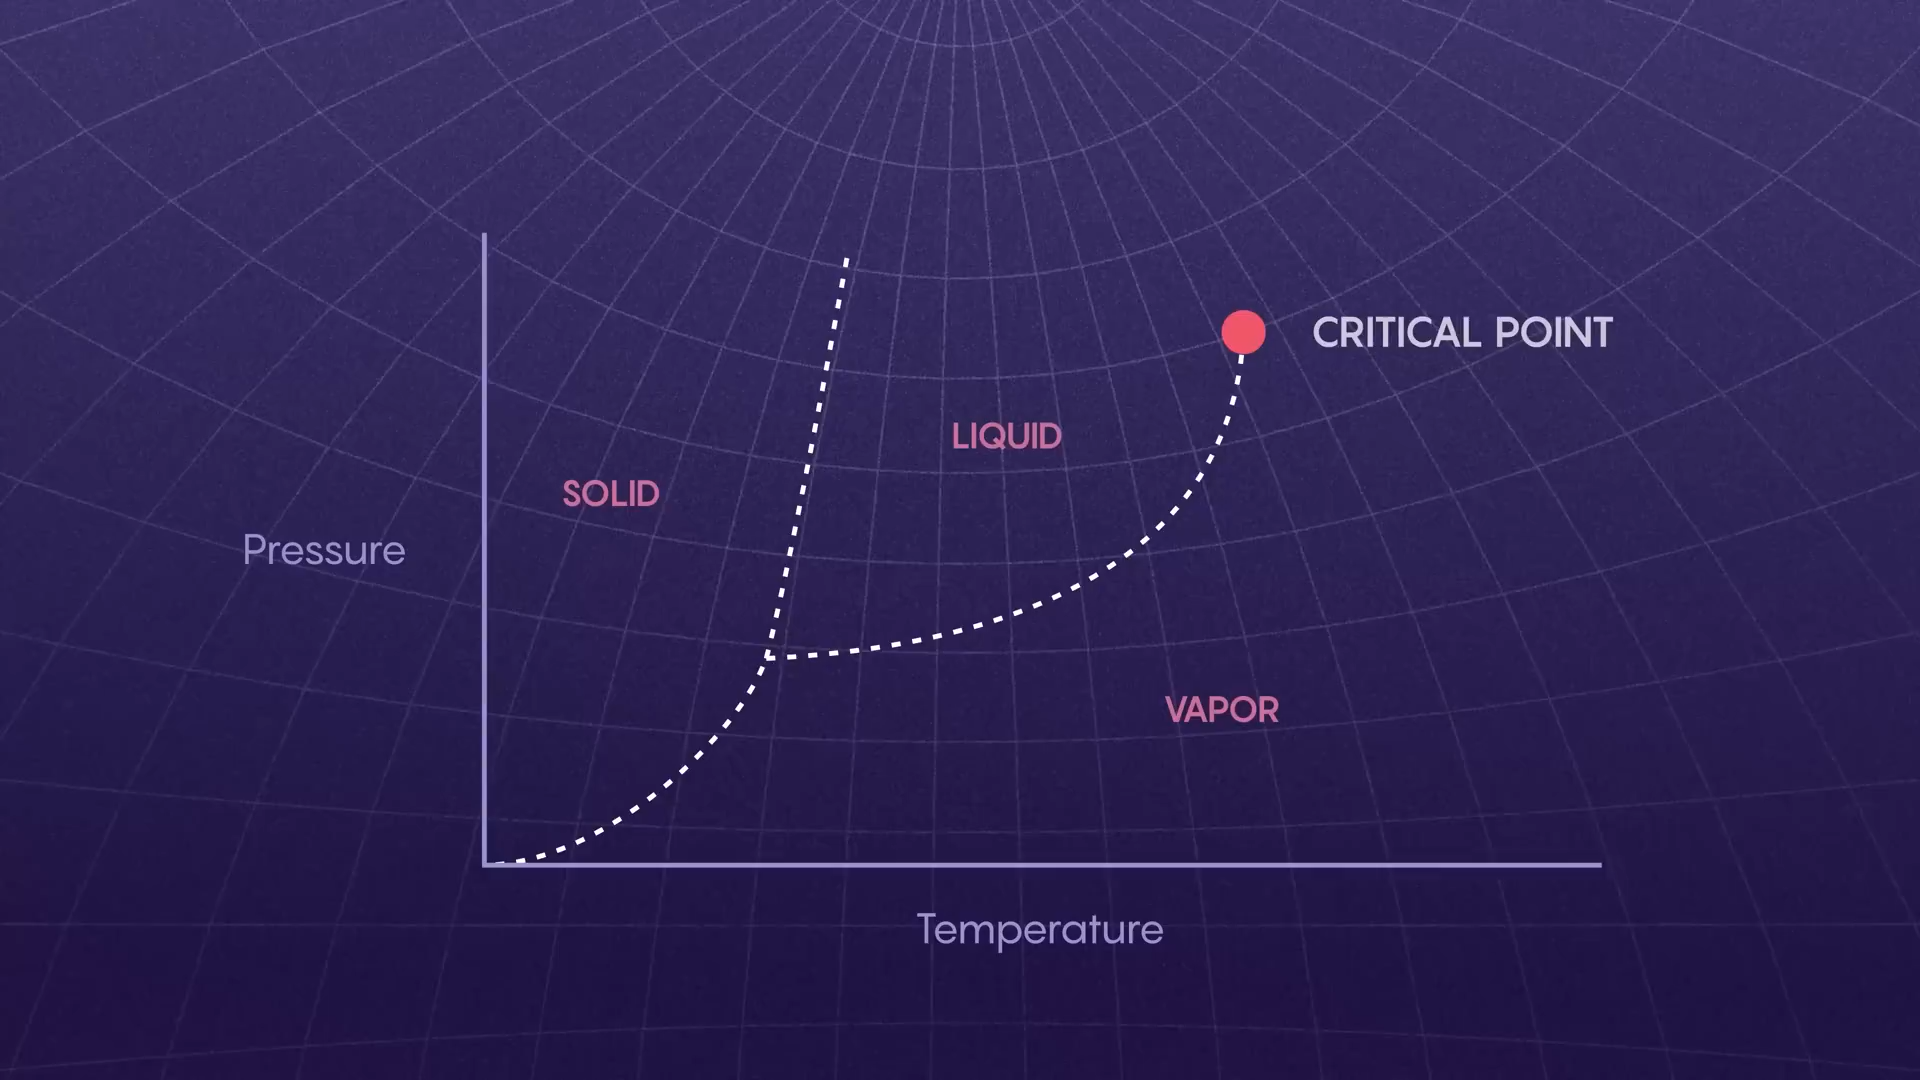 CRITICAL POINT
LIQUID
SOLID
Pressure
VAPOR
Temperature